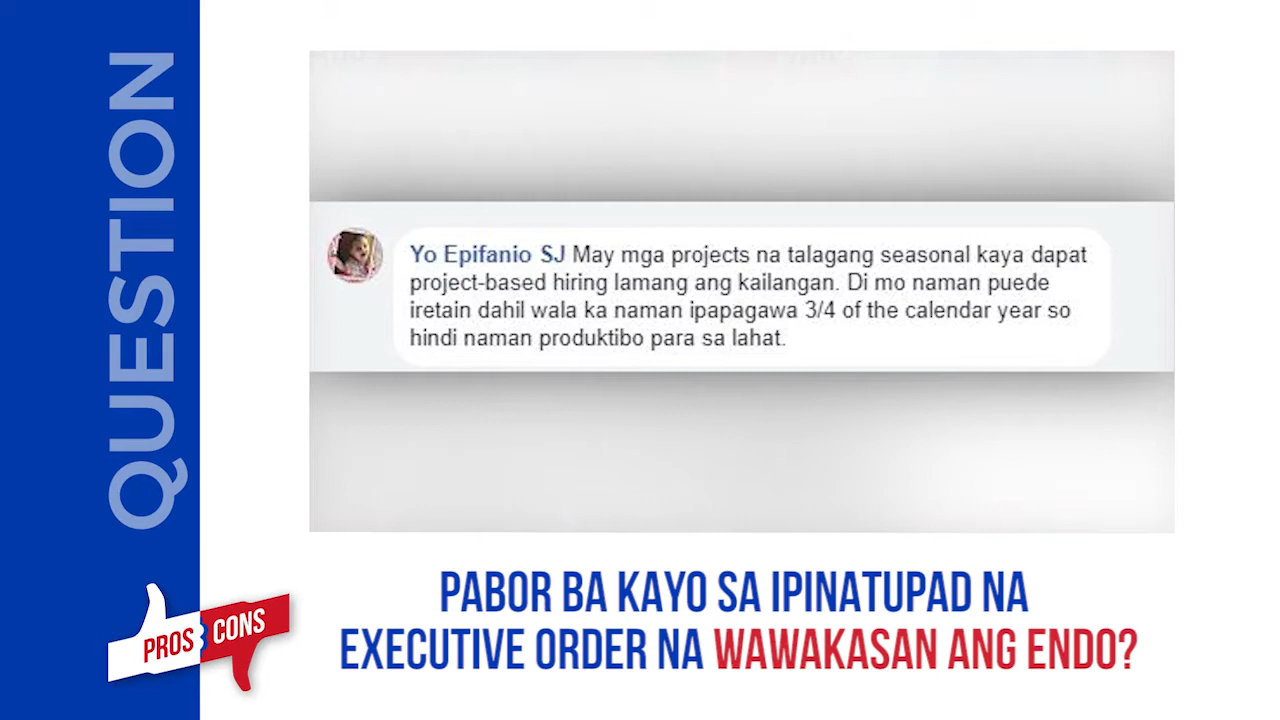 QUESTION
Yo Epifanio SJ May mga projects na talagang seasonal kaya dapat
project-based hiring lamang ang kailangan. Di mo naman puede
iretain dahil wala ka naman ipapagawa 3/4 of the calendar year so
hindi naman produktibo para sa lahat.
PROS CONS
PABOR BA KAYO SA IPINATUPAD NA
EXECUTIVE ORDER NA WAWAKASAN ANG ENDO?